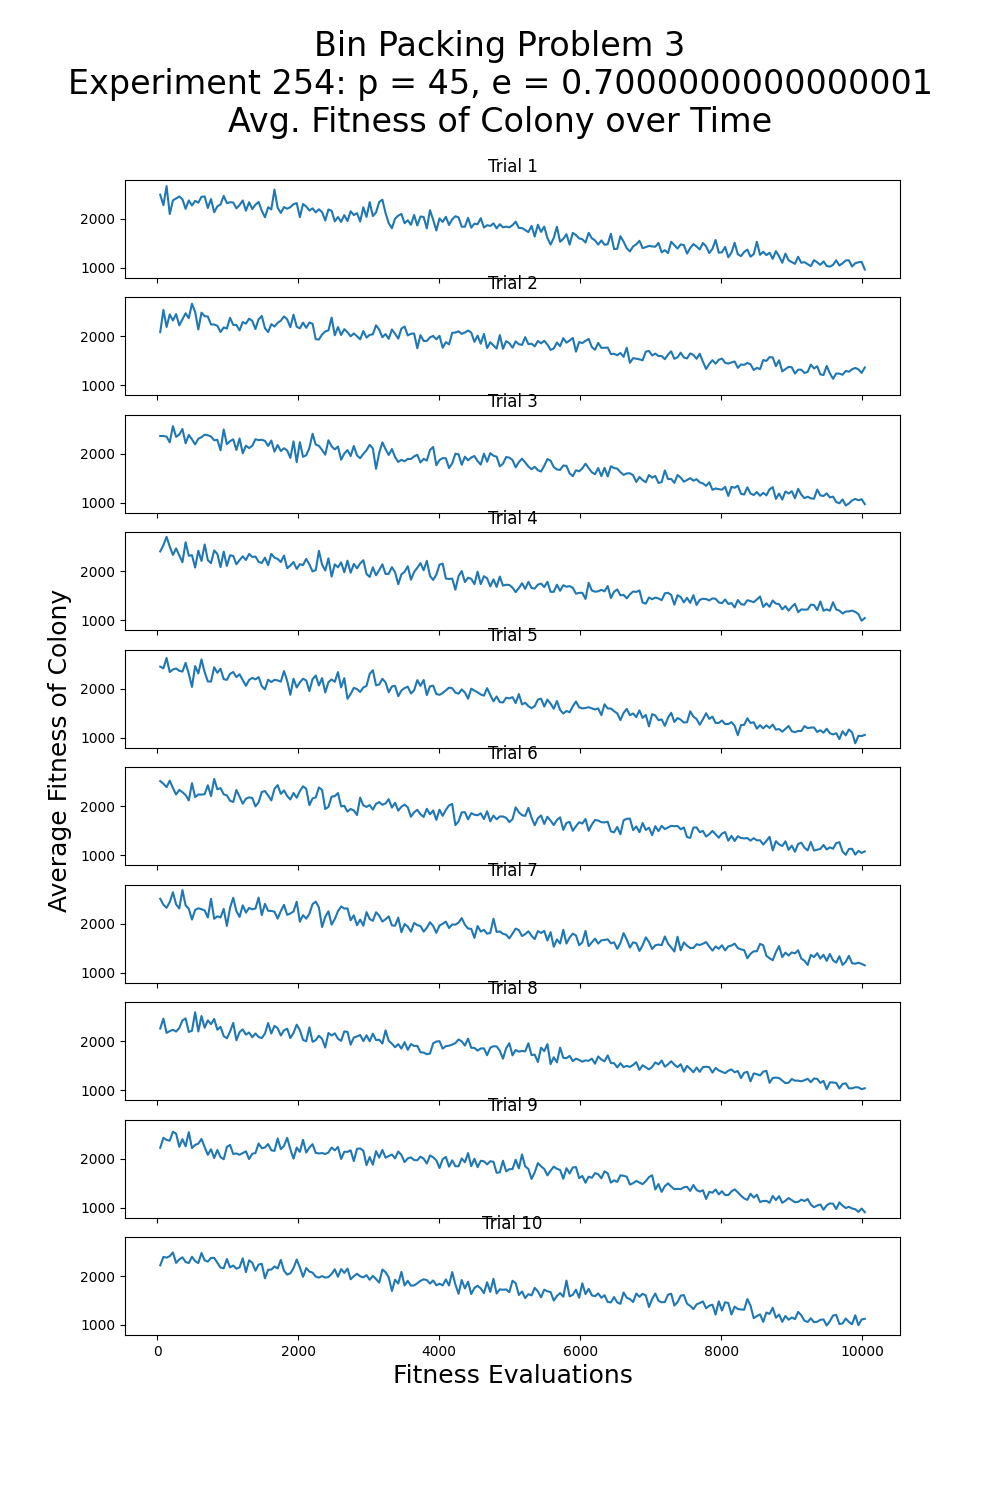 Bin Packing Problem 3
Experiment 254: p = 45, e = 0.7000000000000001
Avg. Fitness of Colony over Time
Trial 1
2000
1000
Trial 2
2000
1000
Trial 3
2000
1000
Trial 4
2000
1000
Trial 5
2000
1000
Trial 6
2000
1000
Trial 7
2000
1000
Trial 8
2000
1000
Trial 9
2000
1000
Trial 10
2000
1000
0 2000 4000 6000 8000 10000
Fitness Evaluations
Average Fitness of Colony